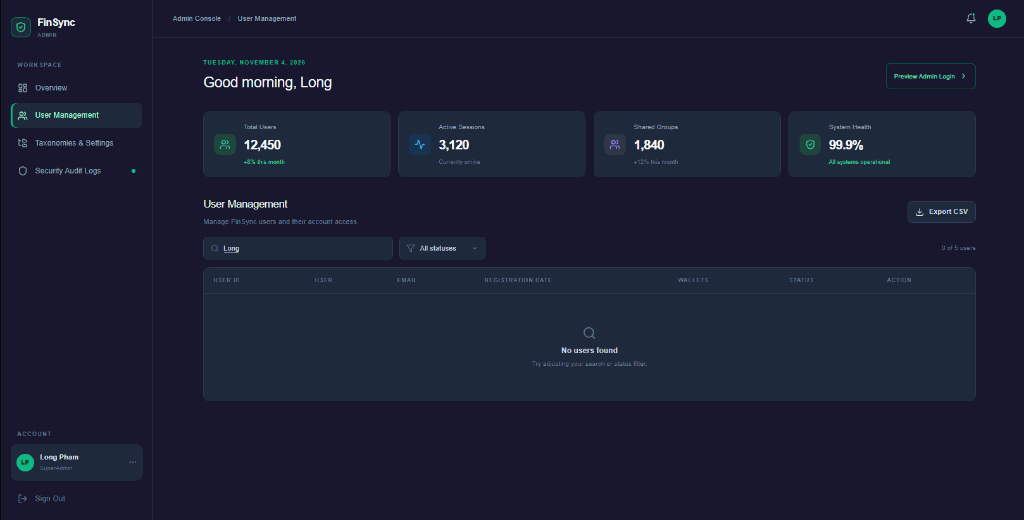 FinSync
ADMIN
WORKSPACE
Overview
User Management
Taxonomies & Settings
Security Audit Logs
ACCOUNT
LP
Long Pham
SuperAdmin
...
Sign Out
Admin Console / User Management
LP
TUESDAY, NOVEMBER 4, 2026
Good morning, Long
Preview Admin Login
Total Users
12,450
+8% this month
Active Sessions
3,120
Currently online
Shared Groups
1,840
+12% this month
System Health
99.9%
All systems operational
User Management
Manage FinSync users and their account access
Export CSV
Long
All statuses
0 of 5 users
USER ID USER EMAIL REGISTRATION DATE WALLETS STATUS ACTION
No users found
Try adjusting your search or status filter.